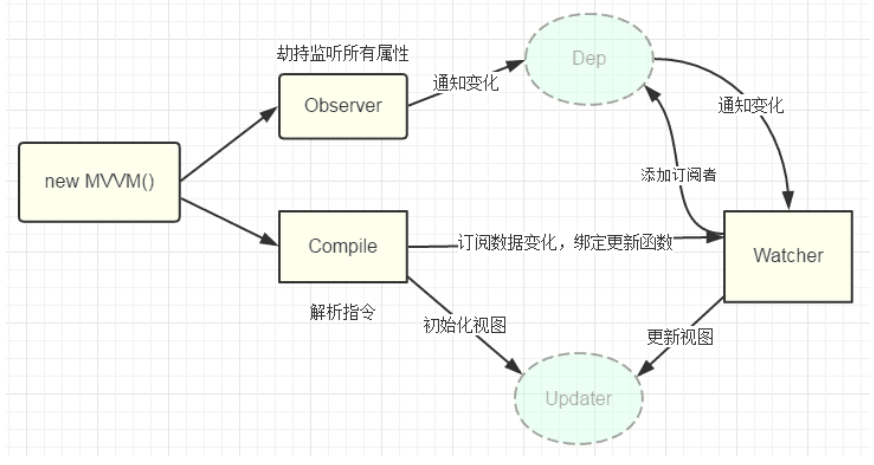 劫持监听所有属性
Dep
Observer
通知变化
通知变化
new MVVM()
添加订阅者
Compile
订阅数据变化，绑定更新函数
Watcher
解析指令
初始化视图
更新视图
Updater